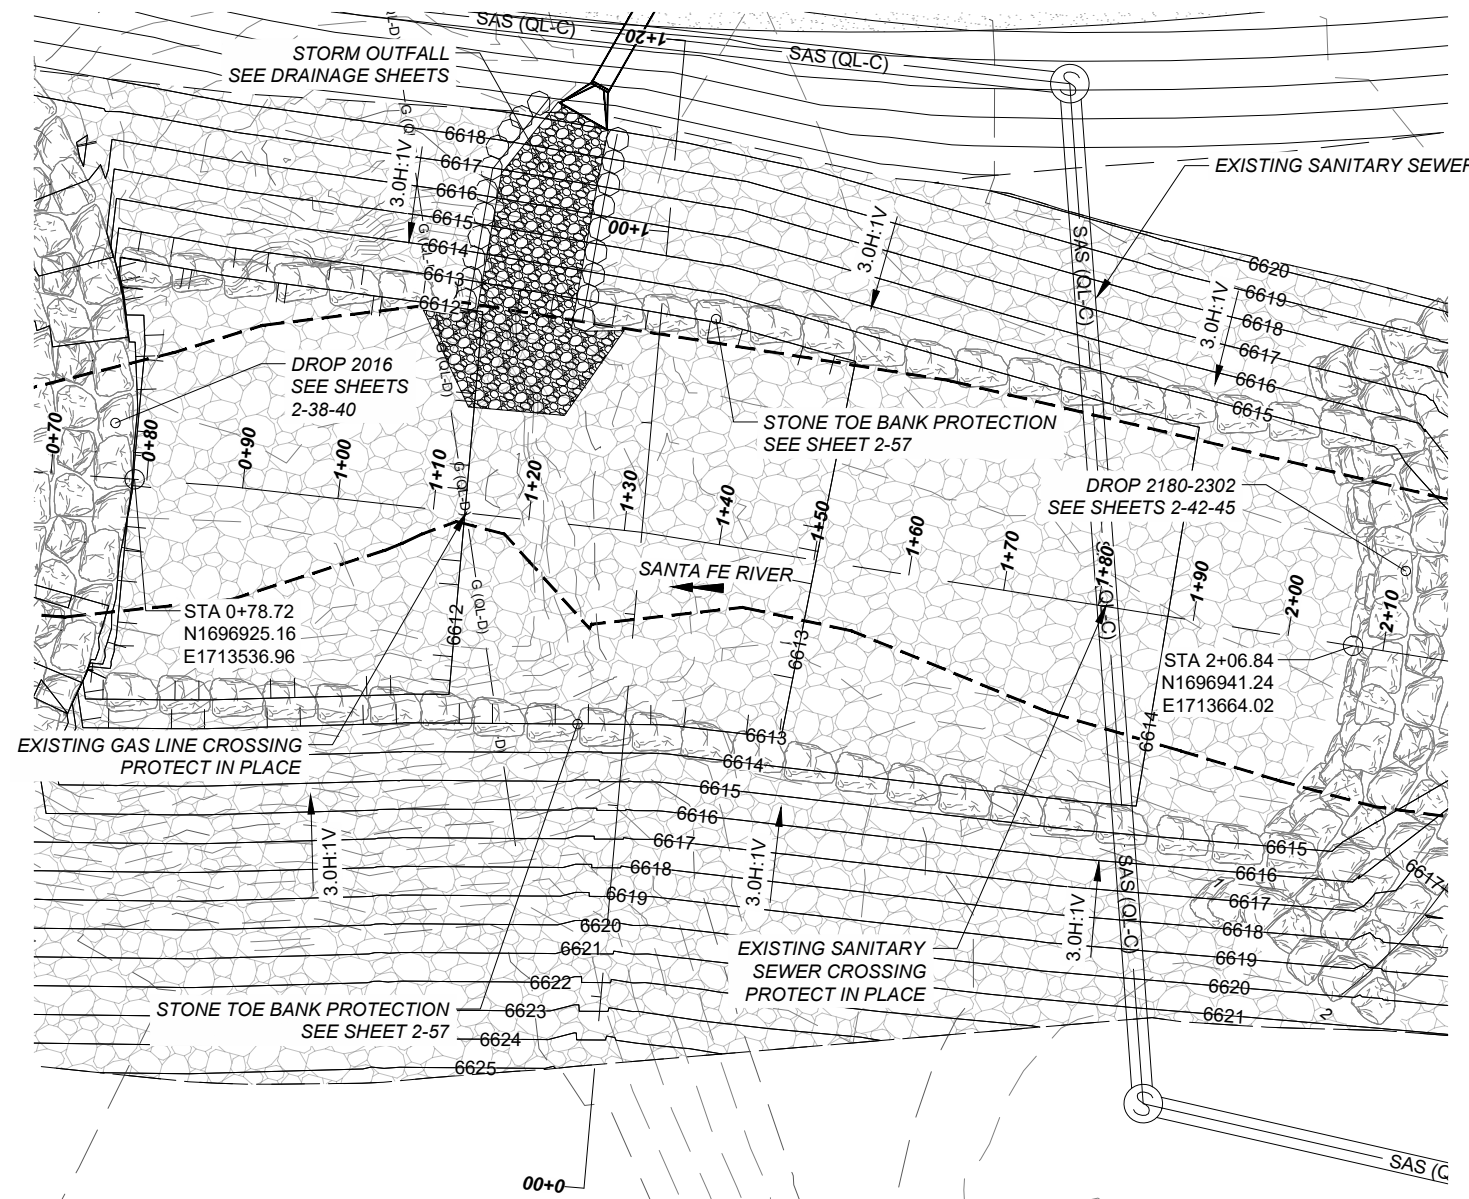 SAS (QL-C)
1+20
SAS (QL-C)
STORM OUTFALL
SEE DRAINAGE SHEETS
EXISTING SANITARY SEWER
6618
6617
6616
6615
6614
6613
6612
3.0H:1V
1+00
3.0H:1V
SAS (QL-C)
3.0H:1V
6620
6619
6618
6617
6616
6615
DROP 2016
SEE SHEETS
2-38-40
STONE TOE BANK PROTECTION
SEE SHEET 2-57
DROP 2180-2302
SEE SHEETS 2-42-45
0+70
0+80
0+90
1+00
1+10
1+20
1+30
1+40
1+50
1+60
1+70
1+80
1+90
2+00
2+10
G (QL-D)
G (QL-D)
SANTA FE RIVER
STA 0+78.72
N1696925.16
E1713536.96
6612
6613
6614
STA 2+06.84
N1696941.24
E1713664.02
EXISTING GAS LINE CROSSING
PROTECT IN PLACE
6613
6614
6615
6616
6617
6618
6619
6620
6621
6622
6623
6624
6625
3.0H:1V
3.0H:1V
3.0H:1V
SAS (QL-C)
6615
6616
6617
6618
6619
6620
6621
6617
1
2
EXISTING SANITARY
SEWER CROSSING
PROTECT IN PLACE
STONE TOE BANK PROTECTION
SEE SHEET 2-57
0+00
S
S
SAS (Q